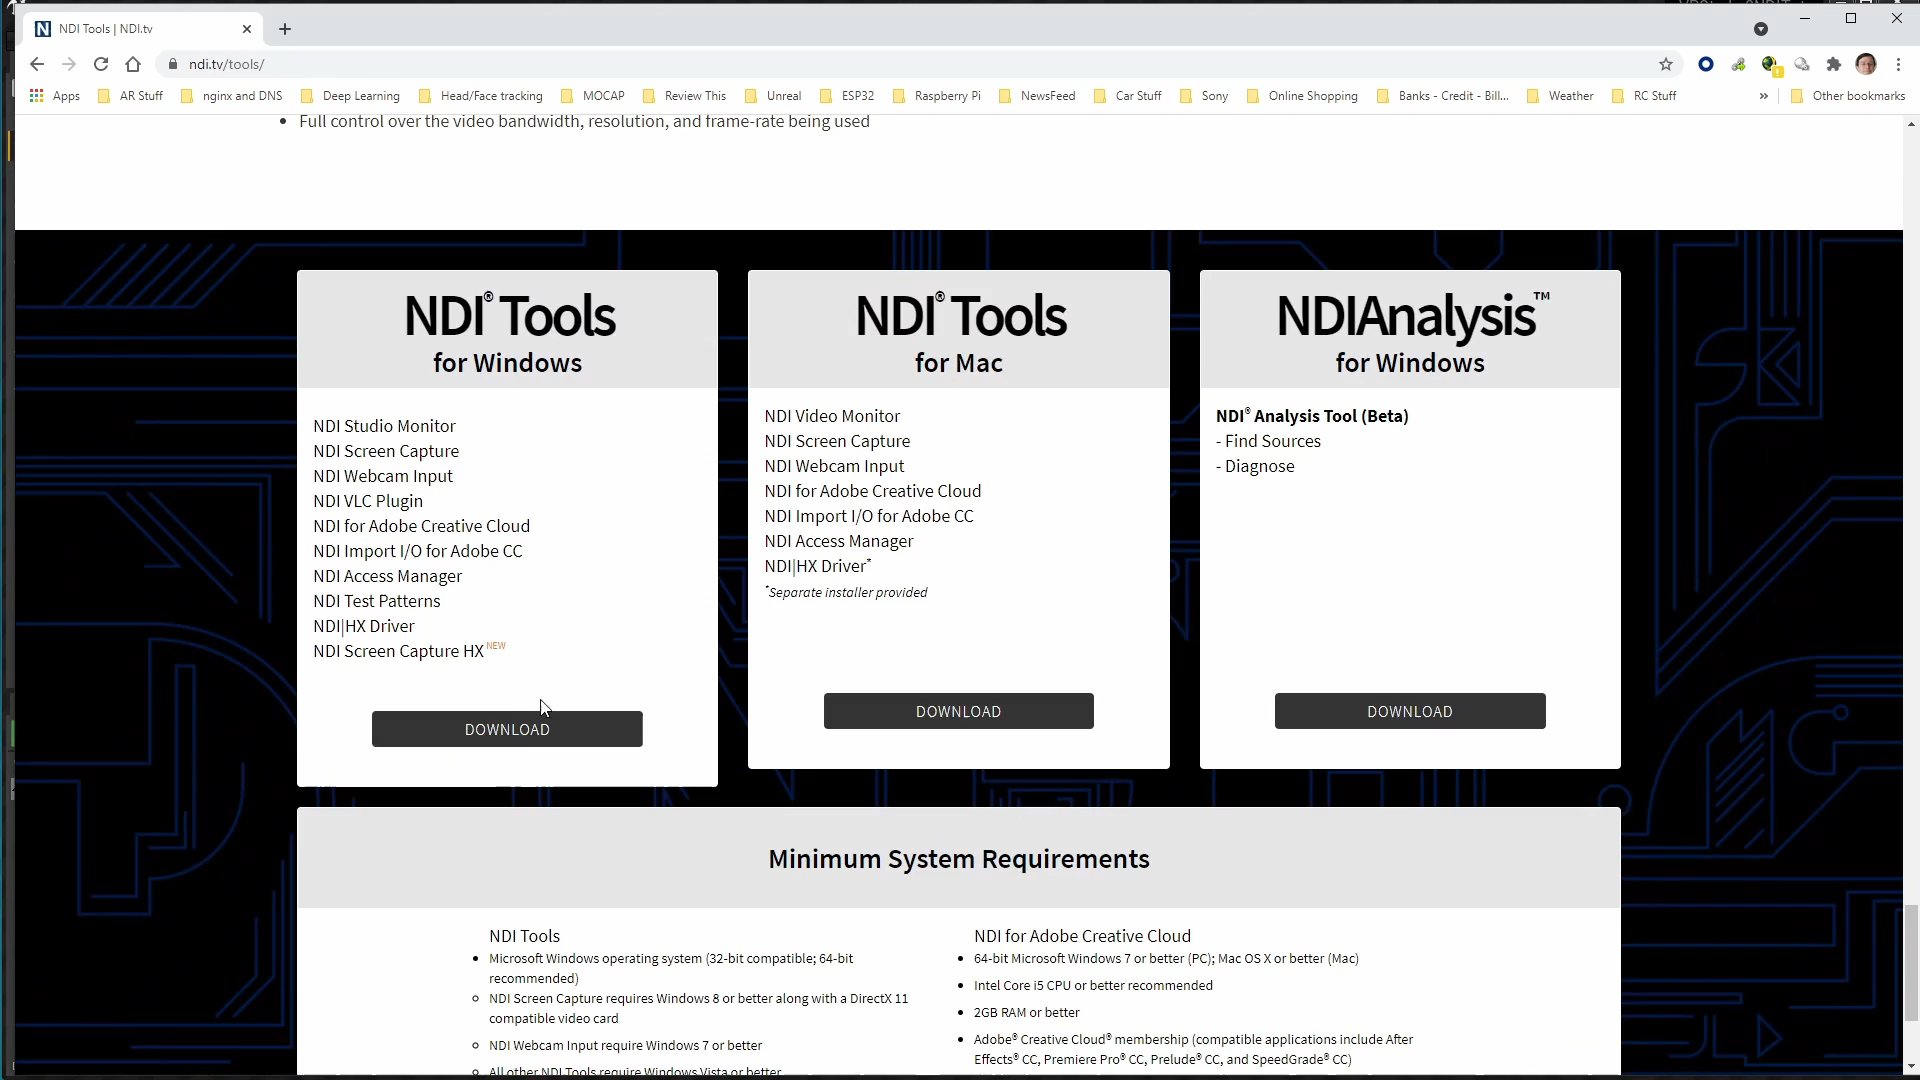 NDI Tools | NDI.tv
ndi.tv/tools/
Apps
AR Stuff
nginx and DNS
Deep Learning
Head/Face tracking
MOCAP
Review This
Unreal
ESP32
Raspberry Pi
NewsFeed
Car Stuff
Sony
Online Shopping
Banks - Credit - Bill...
Weather
RC Stuff
»
Other bookmarks
• Full control over the video bandwidth, resolution, and frame-rate being used
NDI® Tools
for Windows
NDI Studio Monitor
NDI Screen Capture
NDI Webcam Input
NDI VLC Plugin
NDI for Adobe Creative Cloud
NDI Import I/O for Adobe CC
NDI Access Manager
NDI Test Patterns
NDI|HX Driver
NDI Screen Capture HX NEW
DOWNLOAD
NDI® Tools
for Mac
NDI Video Monitor
NDI Screen Capture
NDI Webcam Input
NDI for Adobe Creative Cloud
NDI Import I/O for Adobe CC
NDI Access Manager
NDI|HX Driver*
*Separate installer provided
DOWNLOAD
NDIAnalysis™
for Windows
NDI® Analysis Tool (Beta)
- Find Sources
- Diagnose
DOWNLOAD
Minimum System Requirements
NDI Tools
• Microsoft Windows operating system (32-bit compatible; 64-bit
recommended)
○ NDI Screen Capture requires Windows 8 or better along with a DirectX 11
compatible video card
○ NDI Webcam Input require Windows 7 or better
○ All other NDI Tools require Windows Vista or better
NDI for Adobe Creative Cloud
• 64-bit Microsoft Windows 7 or better (PC); Mac OS X or better (Mac)
• Intel Core i5 CPU or better recommended
• 2GB RAM or better
• Adobe® Creative Cloud® membership (compatible applications include After
Effects® CC, Premiere Pro® CC, Prelude® CC, and SpeedGrade® CC)